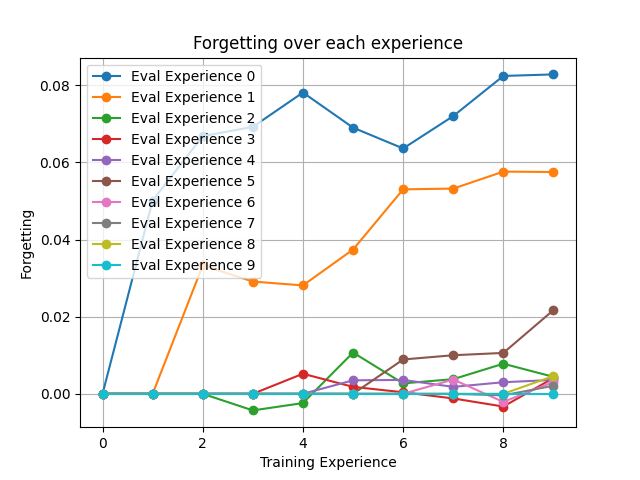 Forgetting over each experience
Eval Experience 0
Eval Experience 1
Eval Experience 2
Eval Experience 3
Eval Experience 4
Eval Experience 5
Eval Experience 6
Eval Experience 7
Eval Experience 8
Eval Experience 9
0.08
0.06
0.04
0.02
0.00
Forgetting
0 2 4 6 8
Training Experience